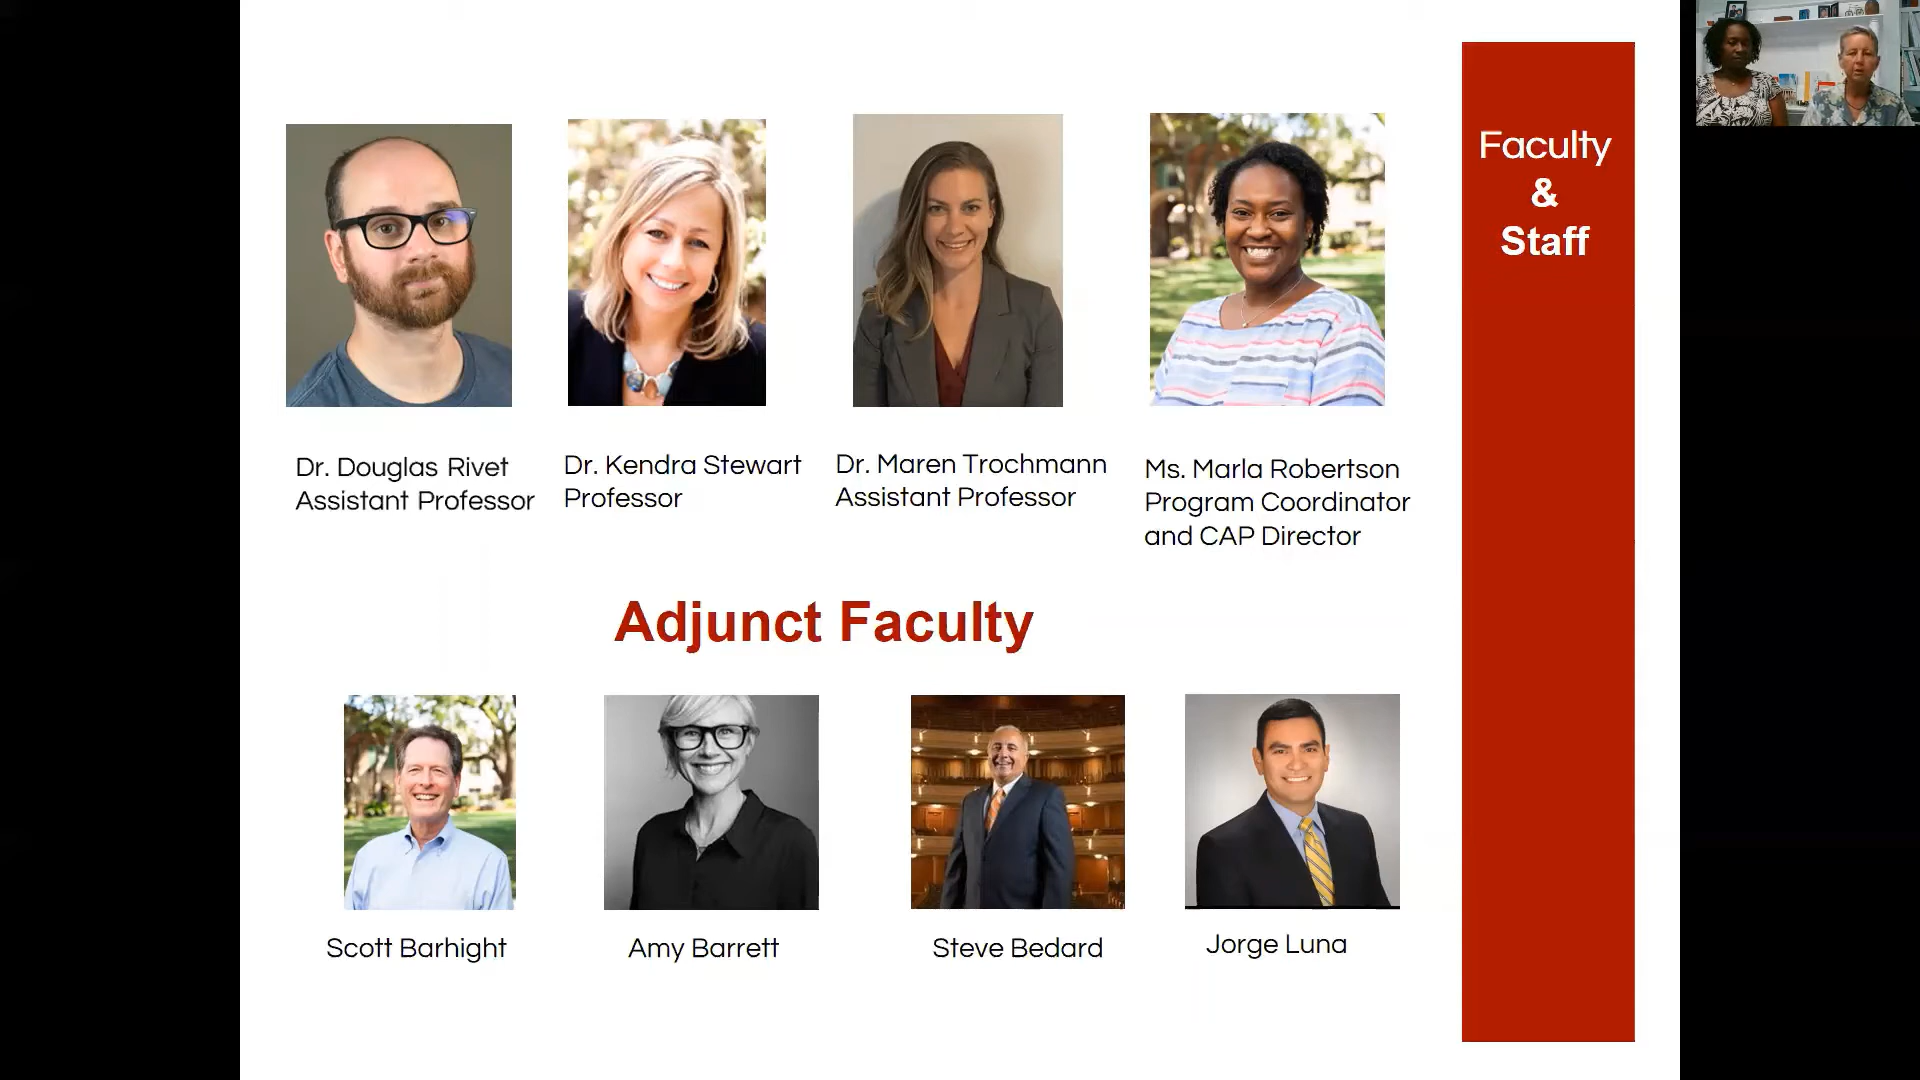 Faculty
&
Staff
Dr. Douglas Rivet
Assistant Professor
Dr. Kendra Stewart
Professor
Dr. Maren Trochmann
Assistant Professor
Ms. Marla Robertson
Program Coordinator
and CAP Director
Adjunct Faculty
Scott Barhight
Amy Barrett
Steve Bedard
Jorge Luna